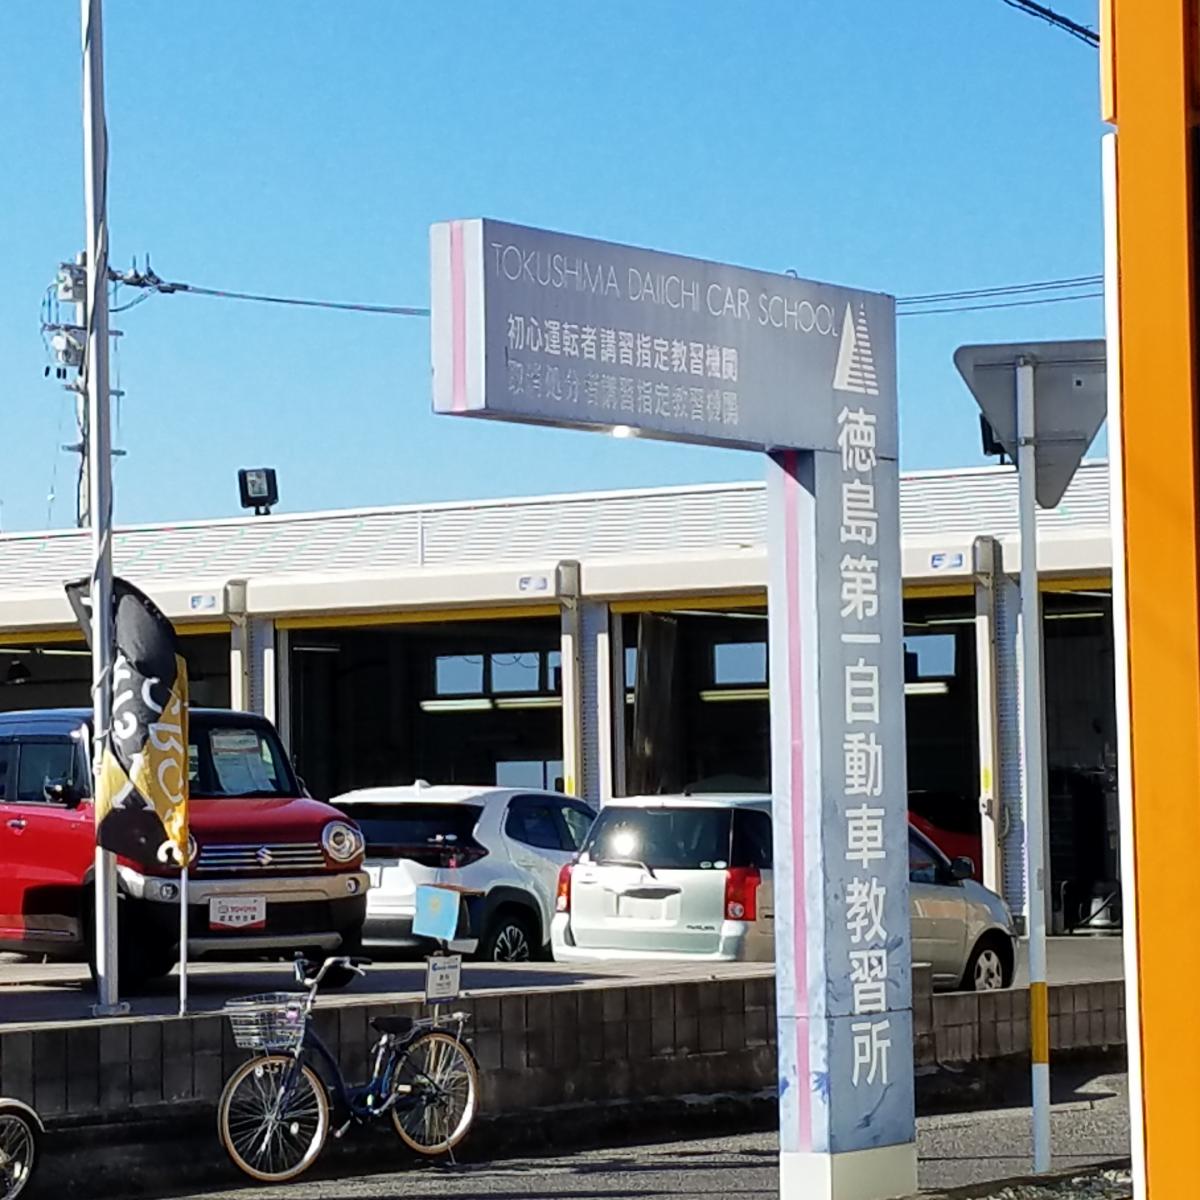 TOKUSHIMA DAIICHI CAR SCHOOL
初心運転者講習指定教習機関
取消処分者講習指定教習機関
徳島第一自動車教習所
TOYOTA